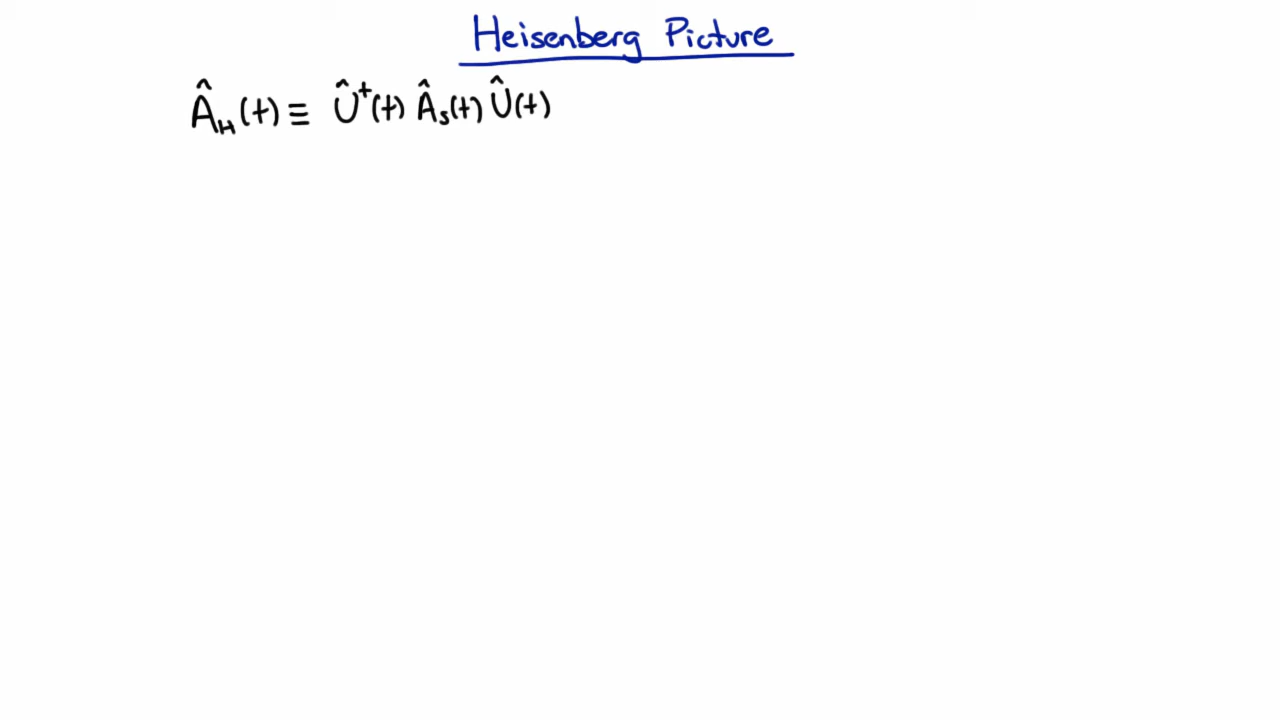 Heisenberg Picture
Â_H(t) ≡ Û†(t) Â_S(t) Û(t)